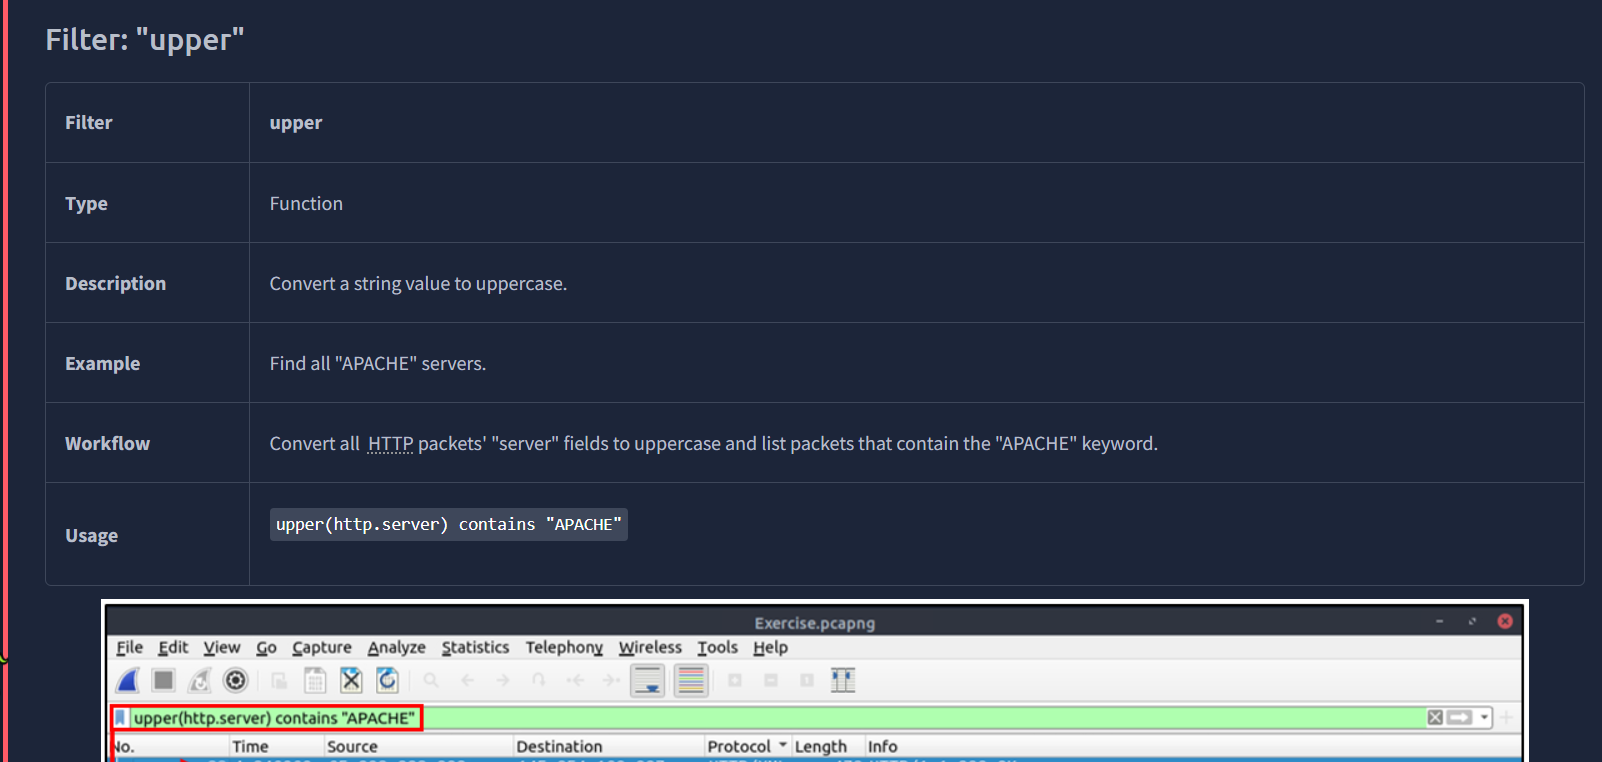 Filter: "upper"
Filter upper
Type Function
Description Convert a string value to uppercase.
Example Find all "APACHE" servers.
Workflow Convert all HTTP packets' "server" fields to uppercase and list packets that contain the "APACHE" keyword.
Usage upper(http.server) contains "APACHE"
Exercise.pcapng
File Edit View Go Capture Analyze Statistics Telephony Wireless Tools Help
upper(http.server) contains "APACHE"
No. Time Source Destination Protocol Length Info